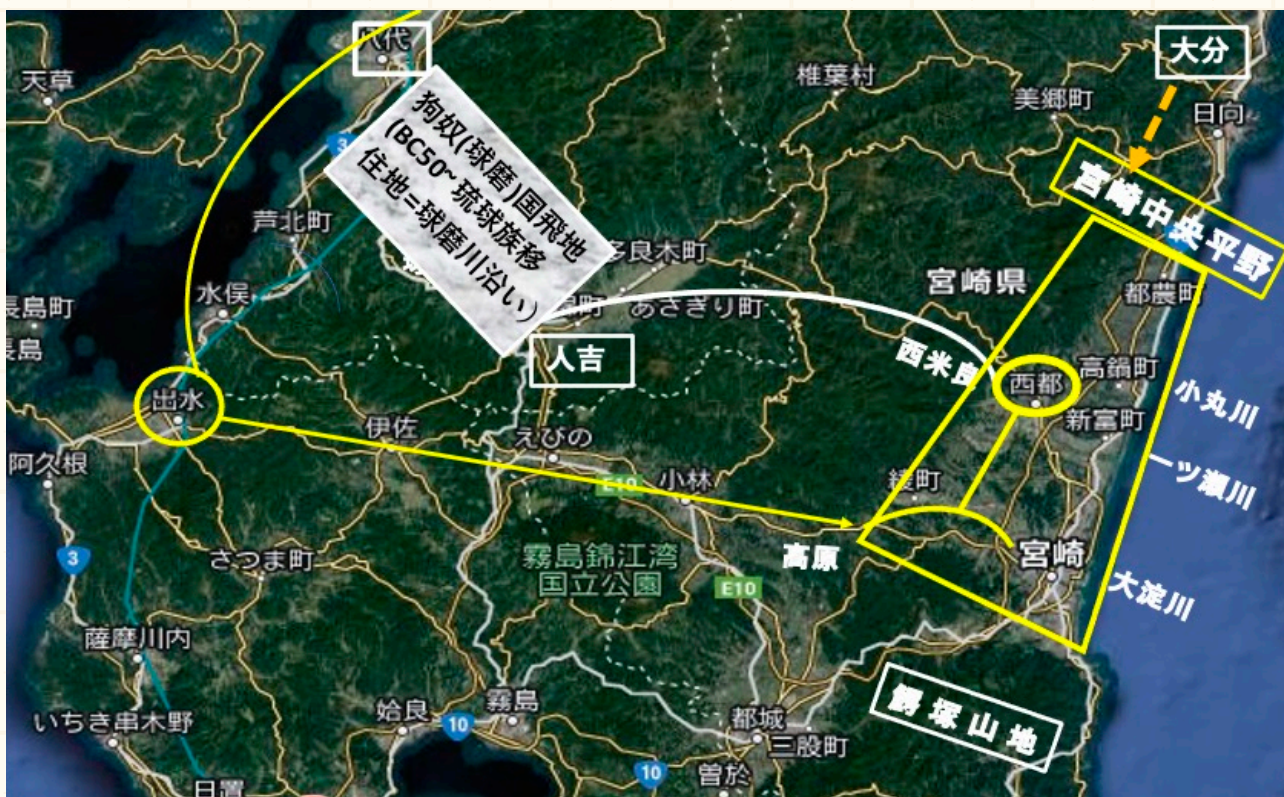 八代
大分
天草
椎葉村
美郷町
日向
狗奴(球磨)国飛地
(BC50~琉球族移
住地=球磨川沿い)
3
宮崎中央平野
芦北町
多良木町
宮崎県
都農町
長島町
水俣
あさぎり町
長島
人吉
西米良
西都
高鍋町
小丸川
出水
新富町
伊佐
えびの
阿久根
E10
小林
綾町
一ツ瀬川
3
さつま町
霧島錦江湾
国立公園
高原
宮崎
E10
大淀川
薩摩川内
鰐塚山地
いちき串木野
姶良
10
霧島
都城
三股町
日置
10
曽於